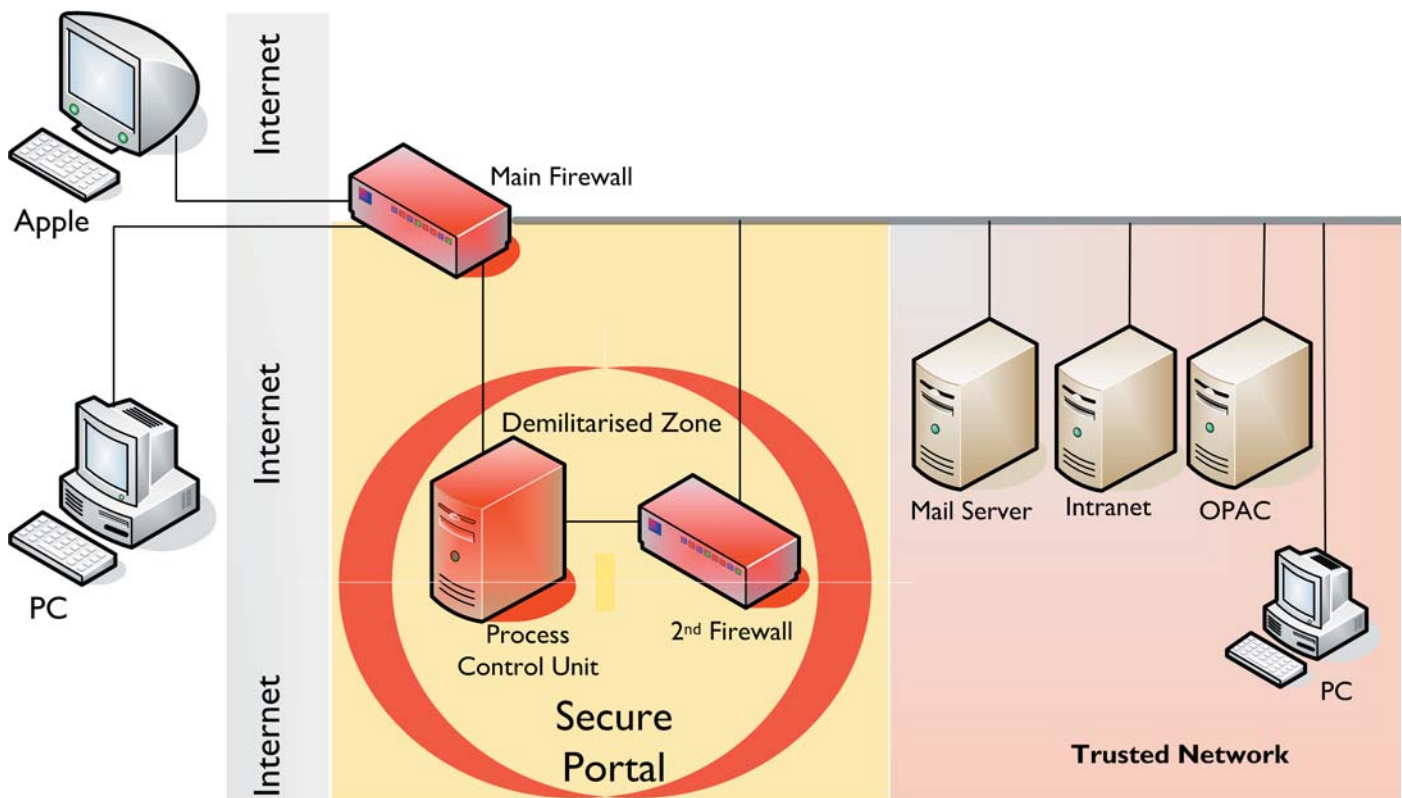 Internet
Main Firewall
Apple
Internet
Demilitarised Zone
Mail Server
Intranet
OPAC
PC
2nd Firewall
Process
Control Unit
PC
Internet
Secure
Portal
Trusted Network